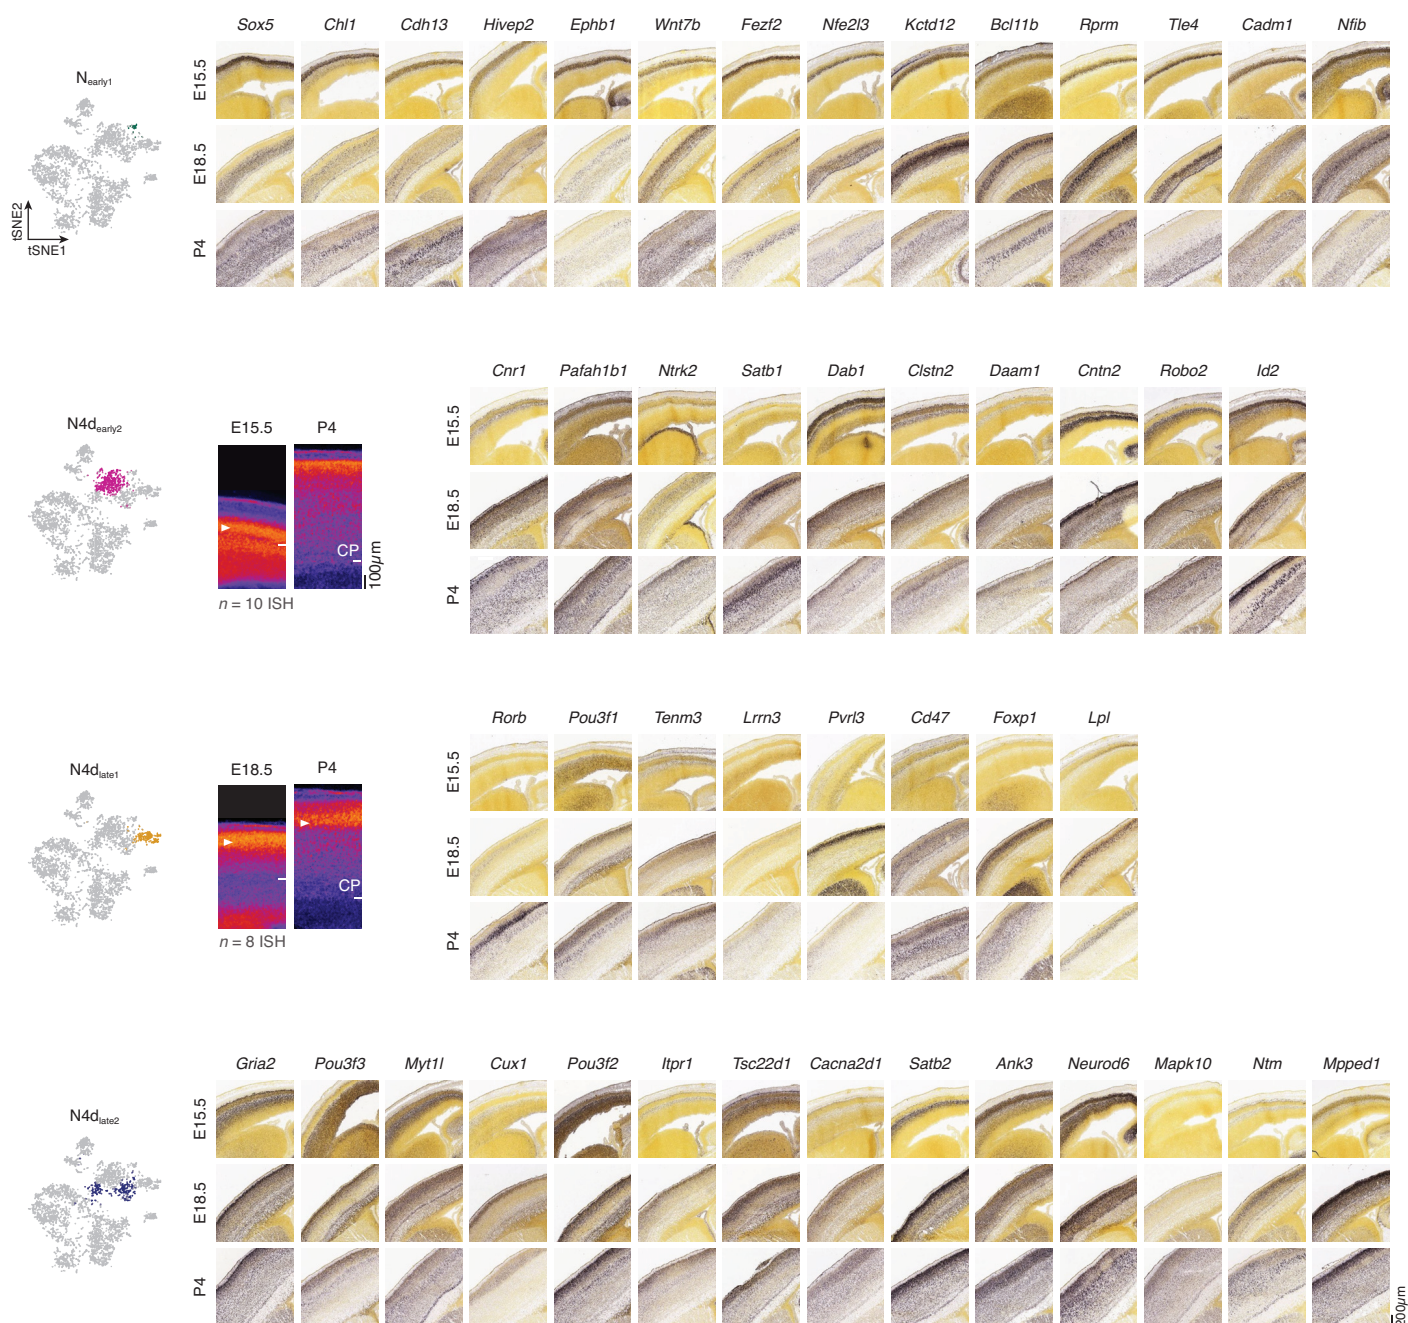 Sox5 Chl1 Cdh13 Hivep2 Ephb1 Wnt7b Fezf2 Nfe2l3 Kctd12 Bcl11b Rprm Tle4 Cadm1 Nfib
Nearly1
E15.5
E18.5
P4
tSNE2
tSNE1
Cnr1 Pafah1b1 Ntrk2 Satb1 Dab1 Clstn2 Daam1 Cntn2 Robo2 Id2
N4dearly2
E15.5 P4
CP
100µm
n = 10 ISH
E15.5
E18.5
P4
Rorb Pou3f1 Tenm3 Lrrn3 Pvrl3 Cd47 Foxp1 Lpl
N4dlate1
E18.5 P4
CP
n = 8 ISH
E15.5
E18.5
P4
Gria2 Pou3f3 Myt1l Cux1 Pou3f2 Itpr1 Tsc22d1 Cacna2d1 Satb2 Ank3 Neurod6 Mapk10 Ntm Mpped1
N4dlate2
E15.5
E18.5
P4
200µm